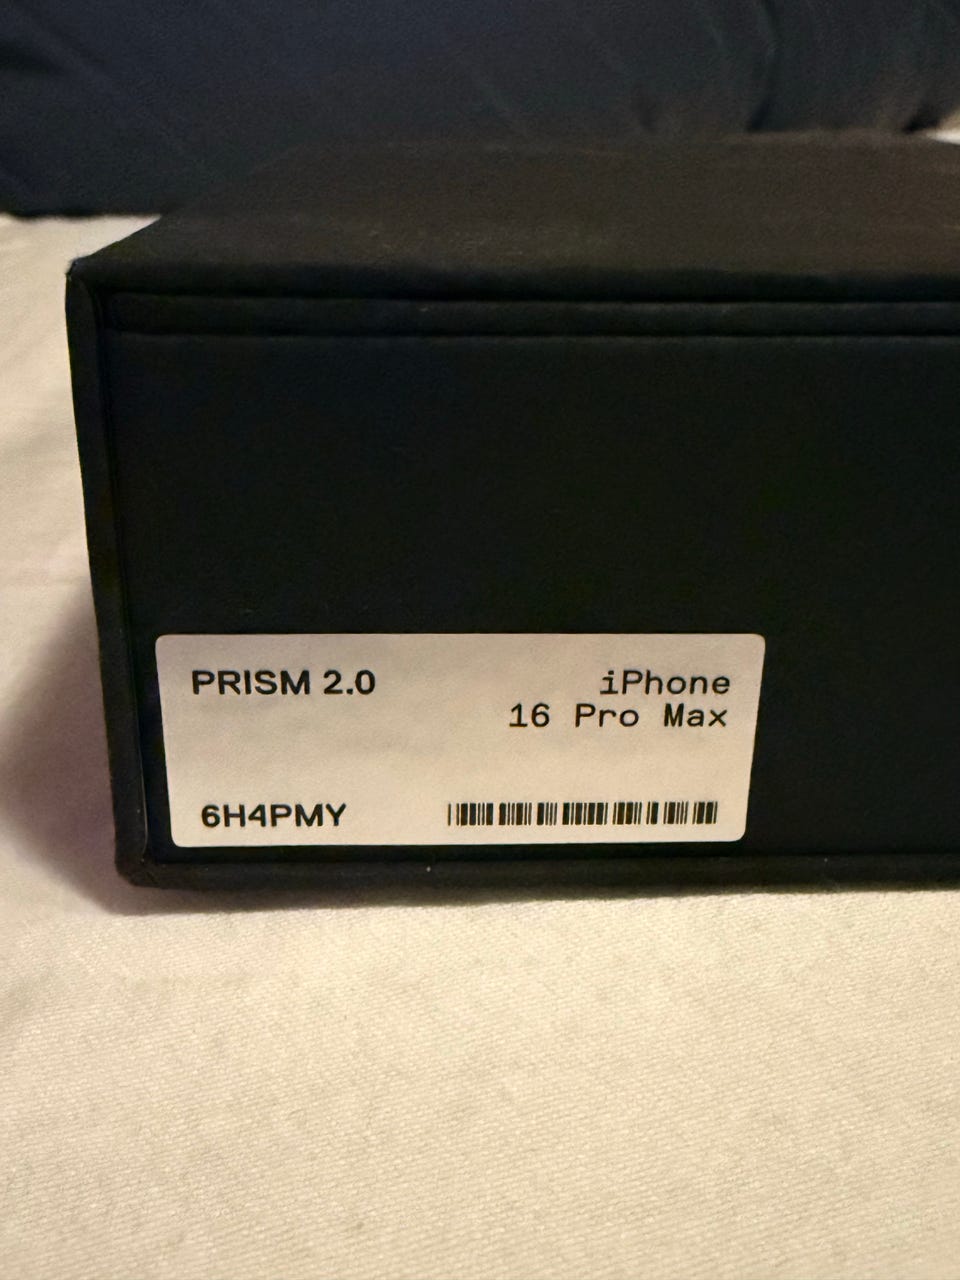 PRISM 2.0
iPhone
16 Pro Max
6H4PMY